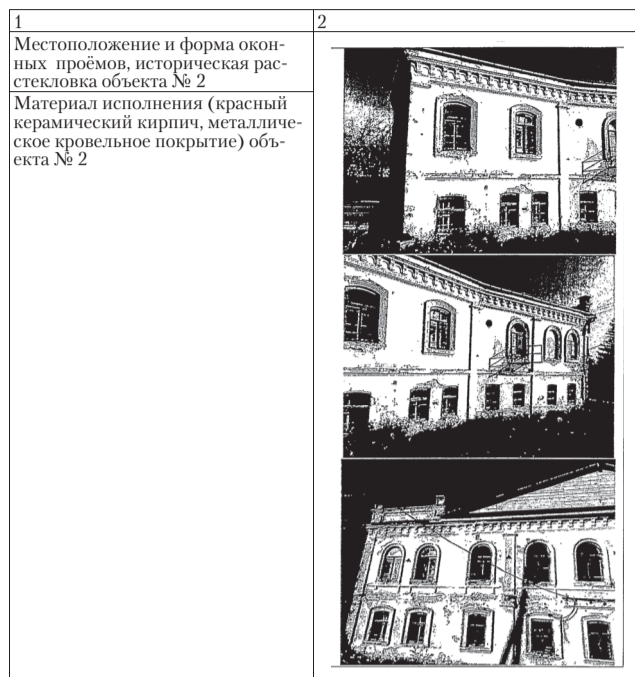 1
2
Местоположение и форма окон-
ных проёмов, историческая рас-
стекловка объекта № 2
Материал исполнения (красный
керамический кирпич, металличе-
ское кровельное покрытие) объ-
екта № 2